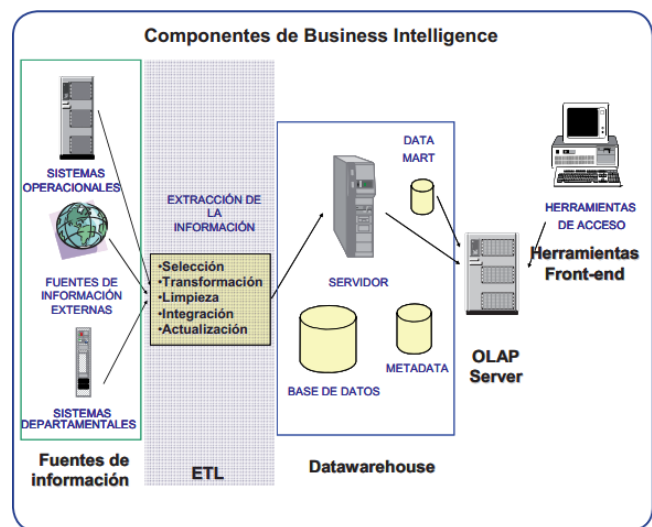 Componentes de Business Intelligence
SISTEMAS
OPERACIONALES
FUENTES DE
INFORMACIÓN
EXTERNAS
SISTEMAS
DEPARTAMENTALES
Fuentes de
información
EXTRACCIÓN DE
LA
INFORMACIÓN
•Selección
•Transformación
•Limpieza
•Integración
•Actualización
ETL
DATA
MART
SERVIDOR
BASE DE DATOS
METADATA
Datawarehouse
OLAP
Server
HERRAMIENTAS
DE ACCESO
Herramientas
Front-end